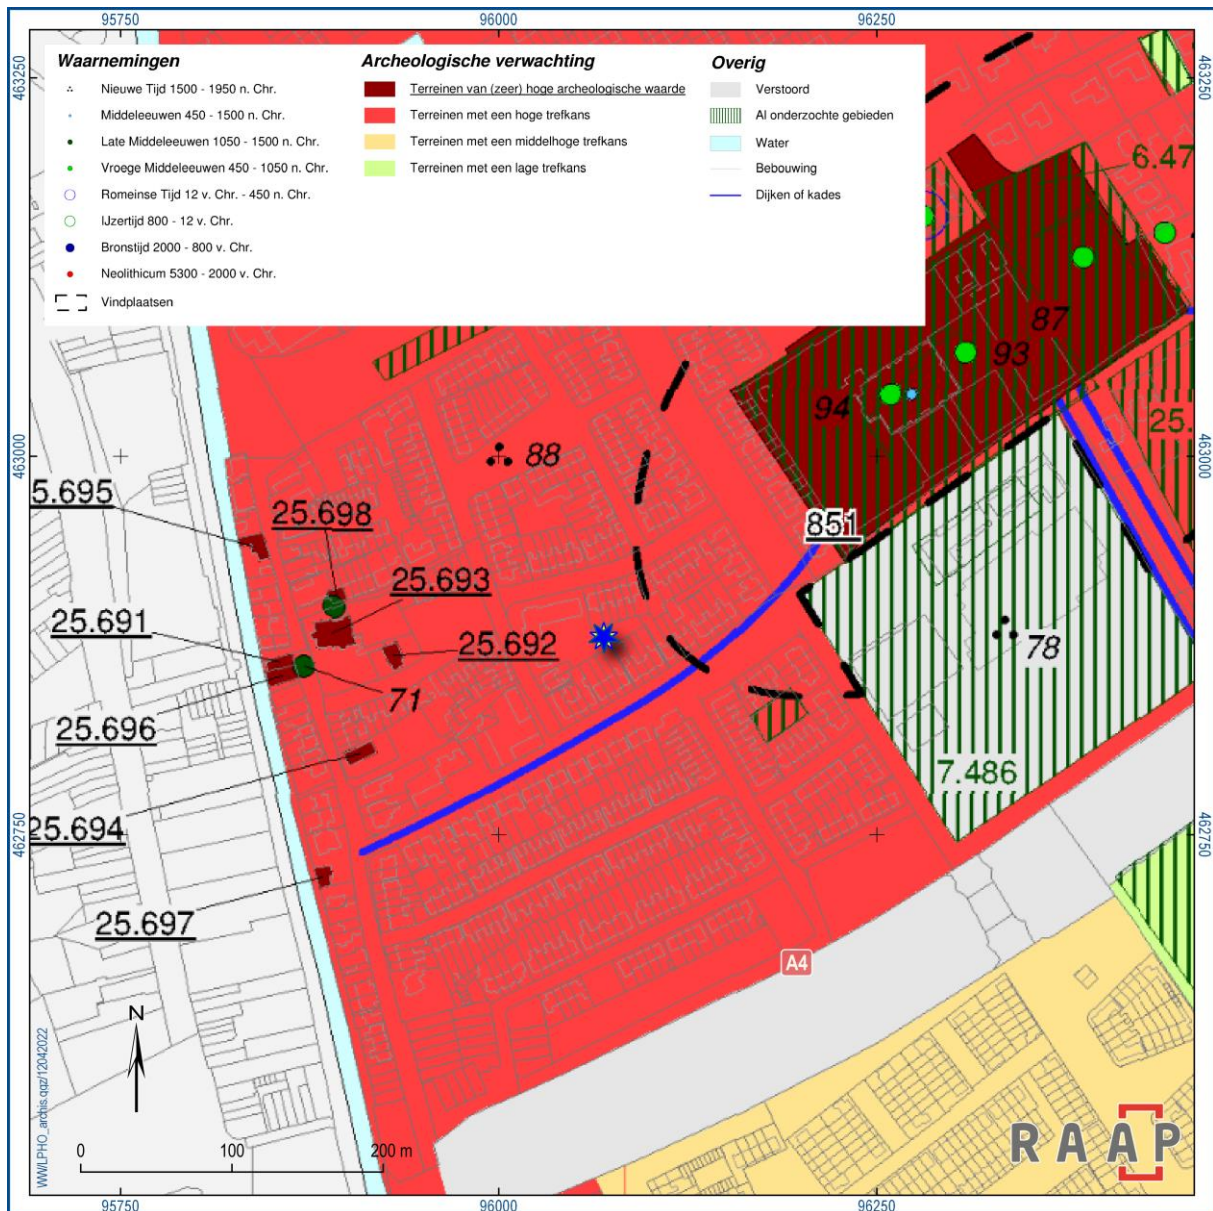 95750 96000 96250
463250
463250
Waarnemingen
Nieuwe Tijd 1500 - 1950 n. Chr.
Middeleeuwen 450 - 1500 n. Chr.
Late Middeleeuwen 1050 - 1500 n. Chr.
Vroege Middeleeuwen 450 - 1050 n. Chr.
Romeinse Tijd 12 v. Chr. - 450 n. Chr.
IJzertijd 800 - 12 v. Chr.
Bronstijd 2000 - 800 v. Chr.
Neolithicum 5300 - 2000 v. Chr.
Vindplaatsen
Archeologische verwachting
Terreinen van (zeer) hoge archeologische waarde
Terreinen met een hoge trefkans
Terreinen met een middelhoge trefkans
Terreinen met een lage trefkans
Overig
Verstoord
Al onderzochte gebieden
Water
Bebouwing
Dijken of kades
6.47
87
93
94
25.
88
463000
463000
5.695
25.698
851
25.693
25.691
25.692
78
71
25.696
7.486
25.694
462750
462750
25.697
A4
N
WWLPHO_archis.qgz/12042022
0 100 200 m
RAAP
95750 96000 96250